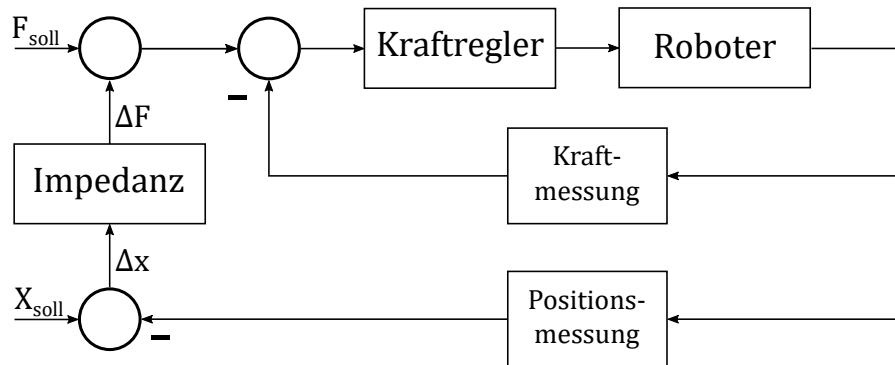 F_soll
Kraftregler
Roboter
ΔF
Kraft-
messung
Impedanz
Δx
X_soll
Positions-
messung